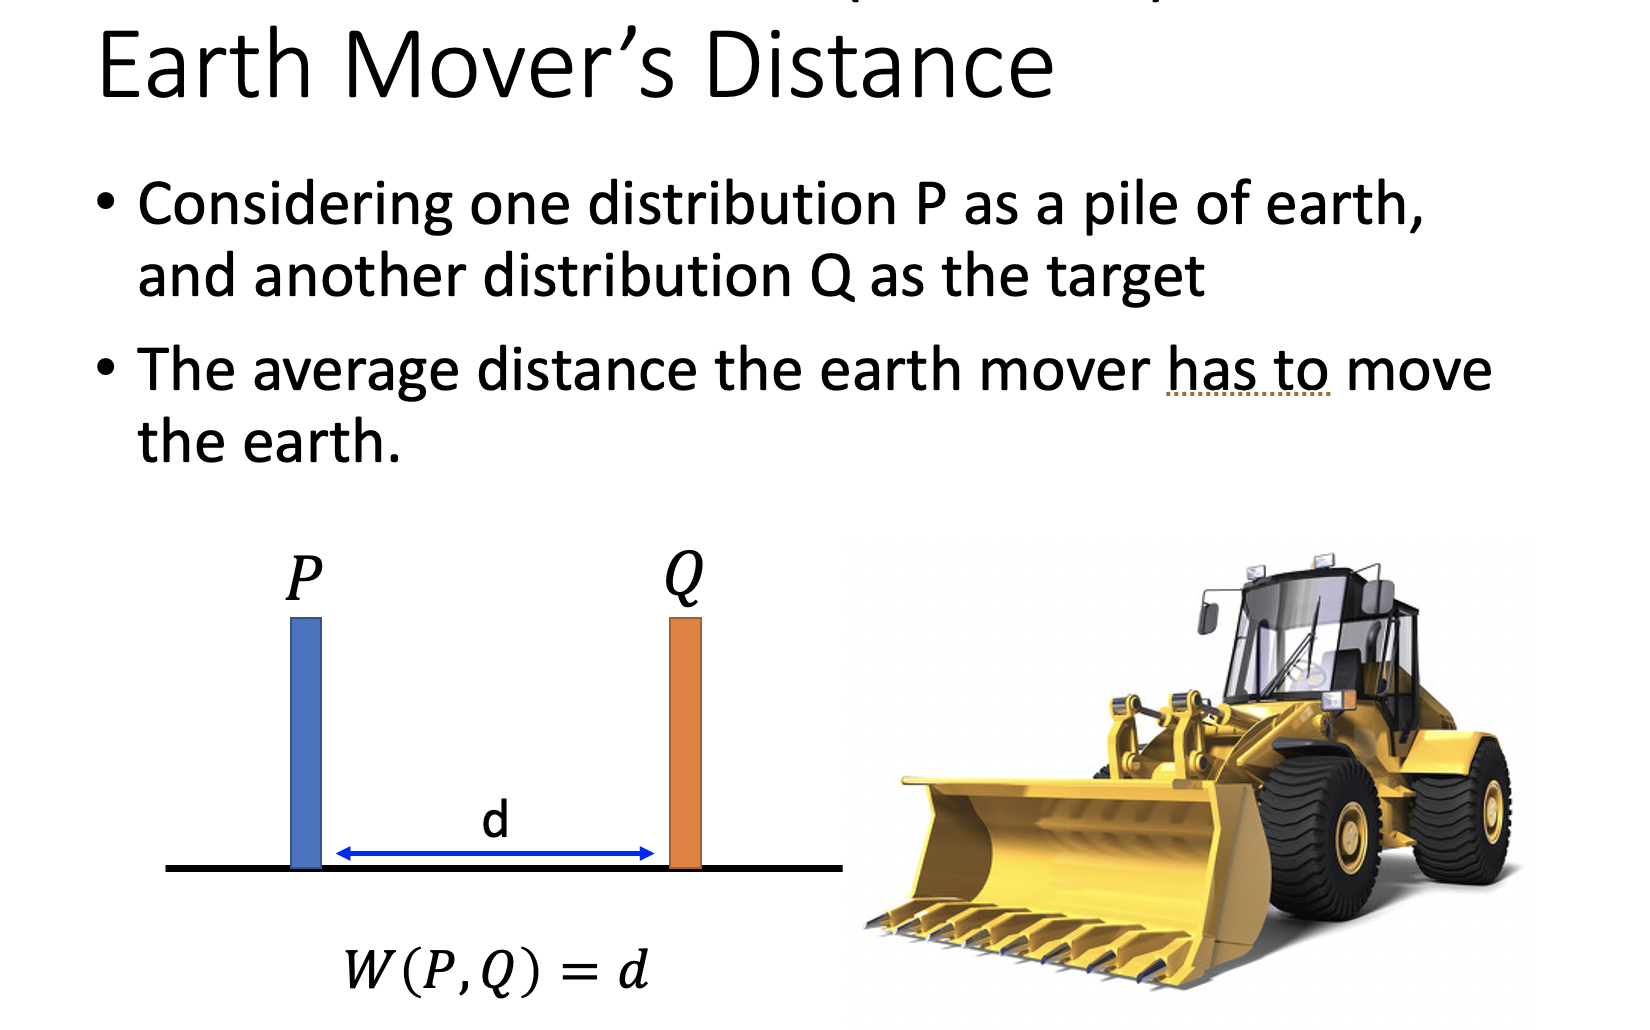 Earth Mover’s Distance
• Considering one distribution P as a pile of earth,
and another distribution Q as the target
• The average distance the earth mover has to move
the earth.
P
Q
d
W(P,Q) = d